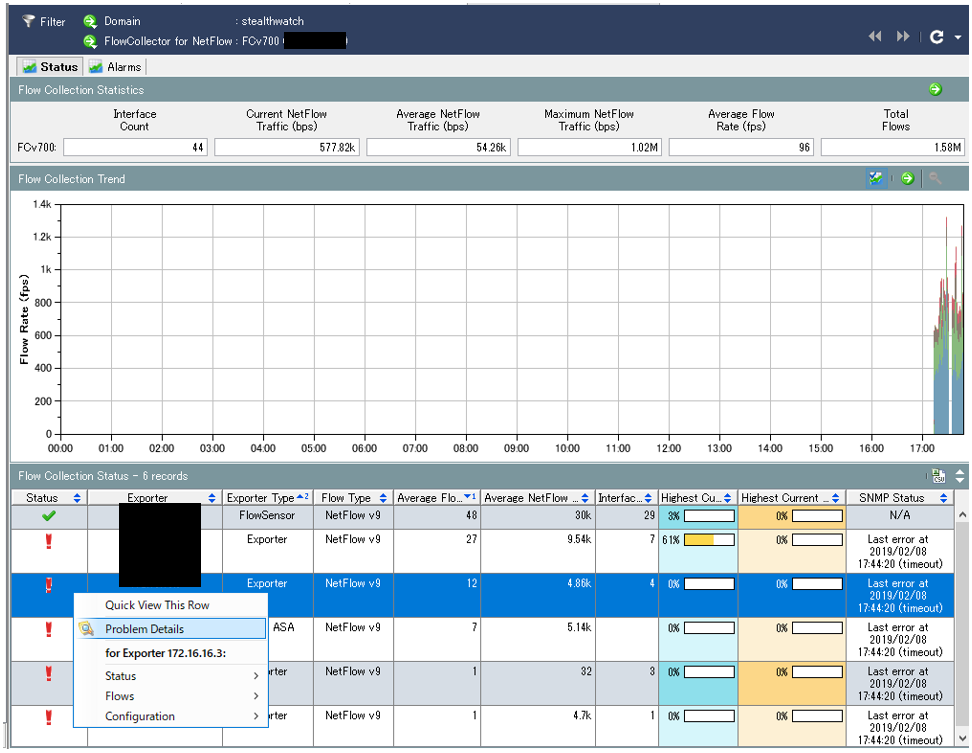 Filter Domain : stealthwatch
FlowCollector for NetFlow : FCv700 (
Status Alarms
Flow Collection Statistics
Interface Count Current NetFlow Traffic (bps) Average NetFlow Traffic (bps) Maximum NetFlow Traffic (bps) Average Flow Rate (fps) Total Flows
FCv700: 44 577.82k 54.26k 1.02M 96 1.58M
Flow Collection Trend
Flow Rate (fps)
1.4k
1.2k
1k
800
600
400
200
0
00:00 01:00 02:00 03:00 04:00 05:00 06:00 07:00 08:00 09:00 10:00 11:00 12:00 13:00 14:00 15:00 16:00 17:00
Flow Collection Status - 6 records
CSV
Status Exporter Exporter Type 2 Flow Type Average Flo... 1 Average NetFlow ... Interfac... Highest Cu... Highest Current ... SNMP Status
FlowSensor NetFlow v9 48 30k 29 3% 0% N/A
Exporter NetFlow v9 27 9.54k 7 61% 0% Last error at
2019/02/08
17:44:20 (timeout)
Exporter NetFlow v9 12 4.86k 4 0% 0% Last error at
2019/02/08
17:44:20 (timeout)
ASA NetFlow v9 7 5.14k 0% 0% Last error at
2019/02/08
17:44:20 (timeout)
rter NetFlow v9 1 32 3 0% 0% Last error at
2019/02/08
17:44:20 (timeout)
rter NetFlow v9 1 4.7k 1 0% 0% Last error at
2019/02/08
17:44:20 (timeout)
Quick View This Row
Problem Details
for Exporter 172.16.16.3:
Status
Flows
Configuration